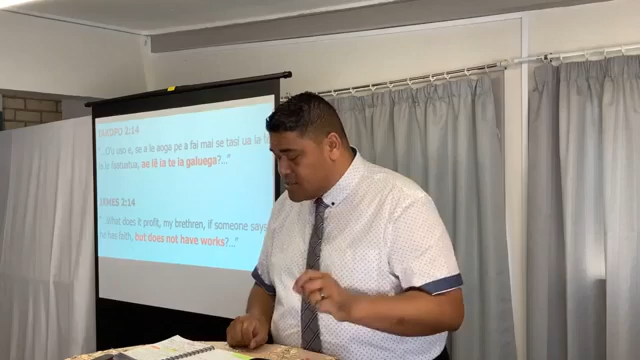 IAKOPO 2:14
"...O'u uso e, se a le aoga pe a fai mai se tasi ua ia
ia le faatuatua, ae lē ia te ia galuega?..."
JAMES 2:14
"...What does it profit, my brethren, if someone says
he has faith, but does not have works?..."